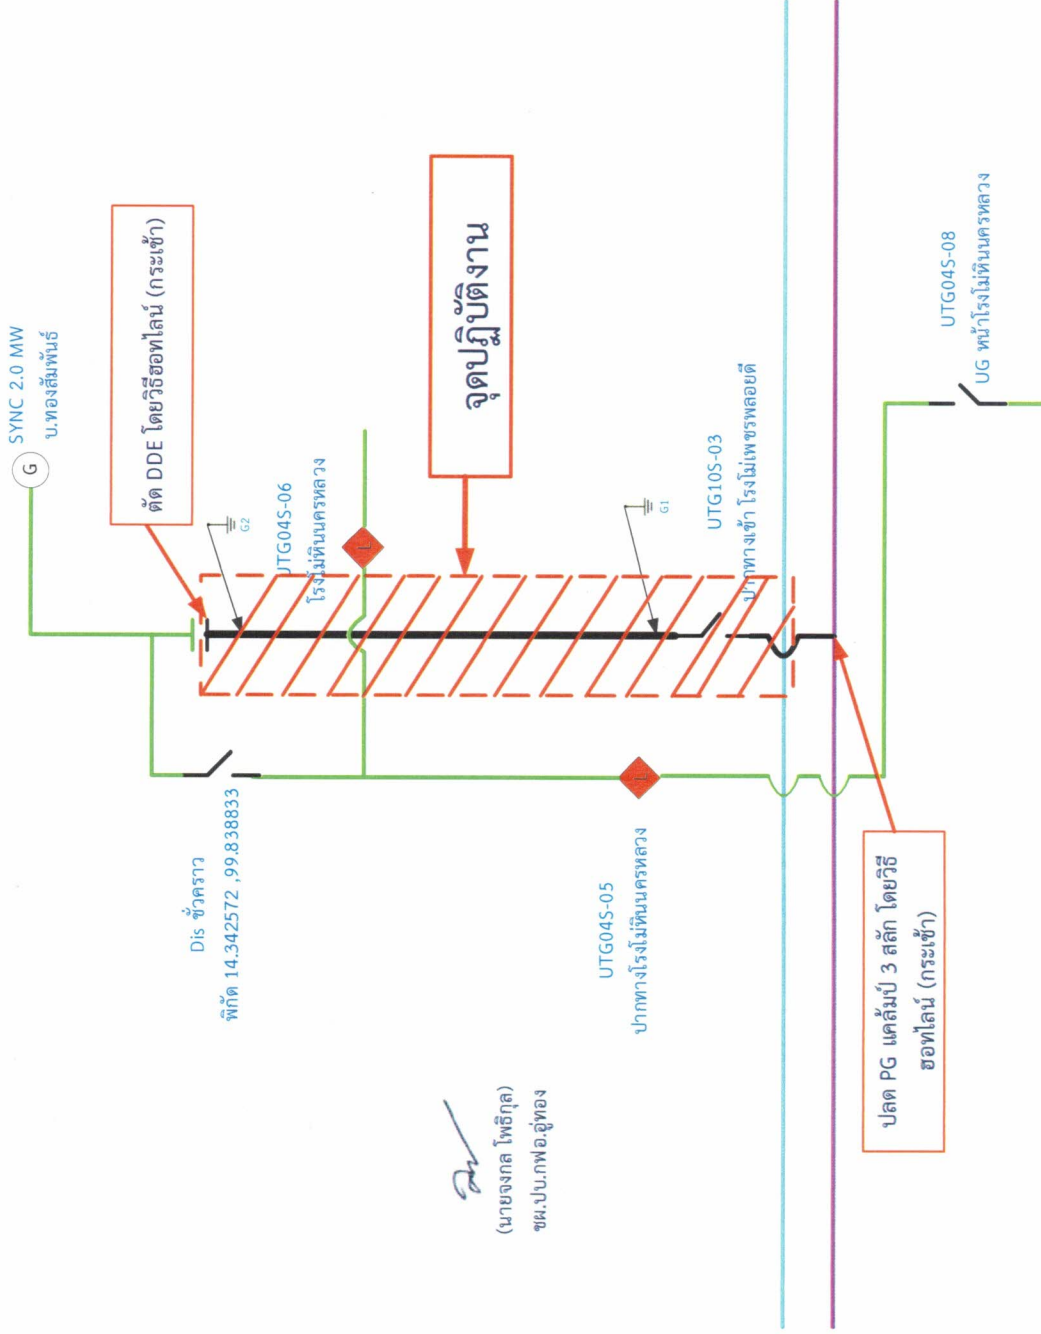 SYNC 2.0 MW
บ.ทองสัมพันธ์
G
ตัด DDE โดยวิธีฮอทไลน์ (กระเช้า)
G2
UTG04S-06
โรงโม่หินนครหลวง
จุดปฏิบัติงาน
G1
UTG10S-03
ปากทางเข้า โรงโม่เพชรพลอยดี
UTG04S-08
UG หน้าโรงโม่หินนครหลวง
Dis ชั่วคราว
พิกัด 14.342572 ,99.838833
UTG04S-05
ปากทางโรงโม่หินนครหลวง
ปลด PG แคล้มป์ 3 สลัก โดยวิธี
ฮอทไลน์ (กระเช้า)
(นายจงกล โพธิกุล)
ชผ.ปบ.กฟอ.อู่ทอง